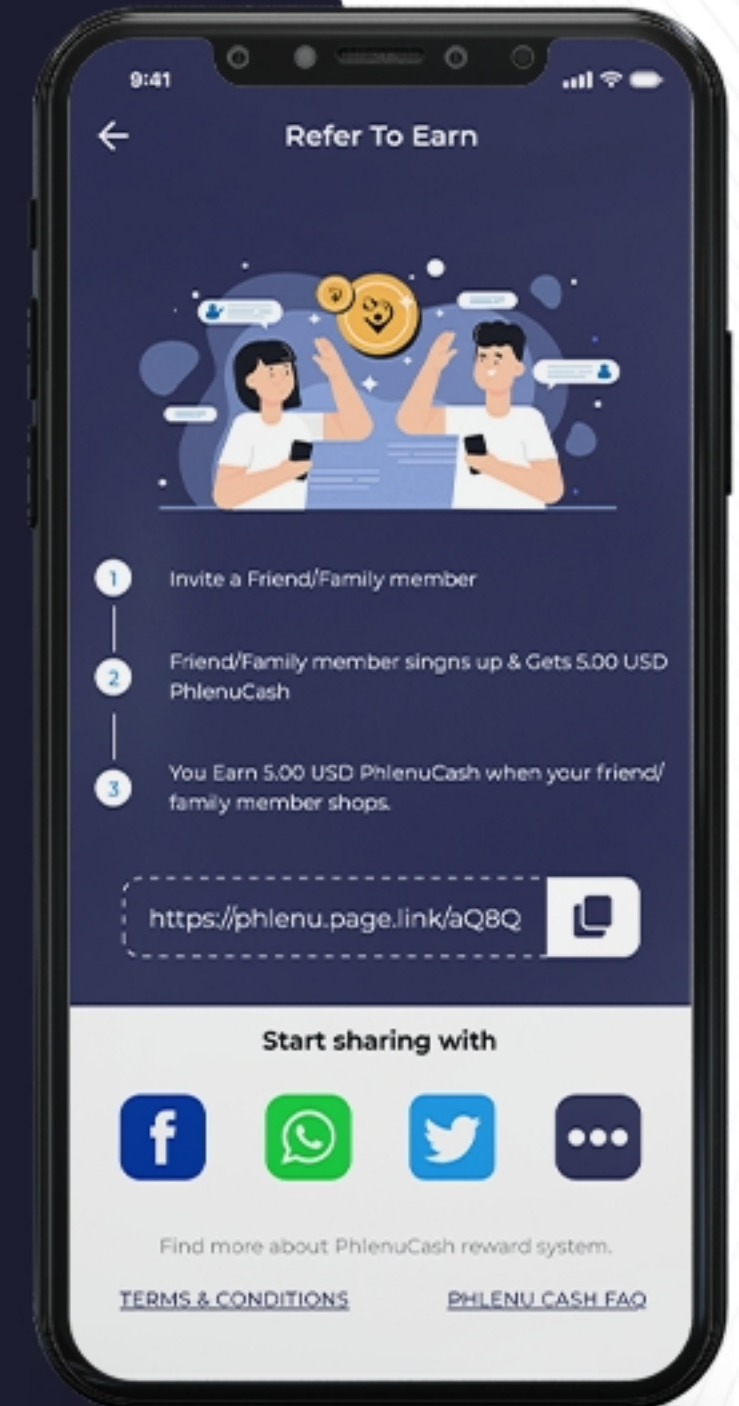 9:41
Refer To Earn
1
Invite a Friend/Family member
2
Friend/Family member singns up & Gets 5.00 USD
PhlenuCash
3
You Earn 5.00 USD PhlenuCash when your friend/
family member shops.
https://phlenu.page.link/aQ8Q
Start sharing with
Find more about PhlenuCash reward system.
TERMS & CONDITIONS
PHLENU CASH FAQ